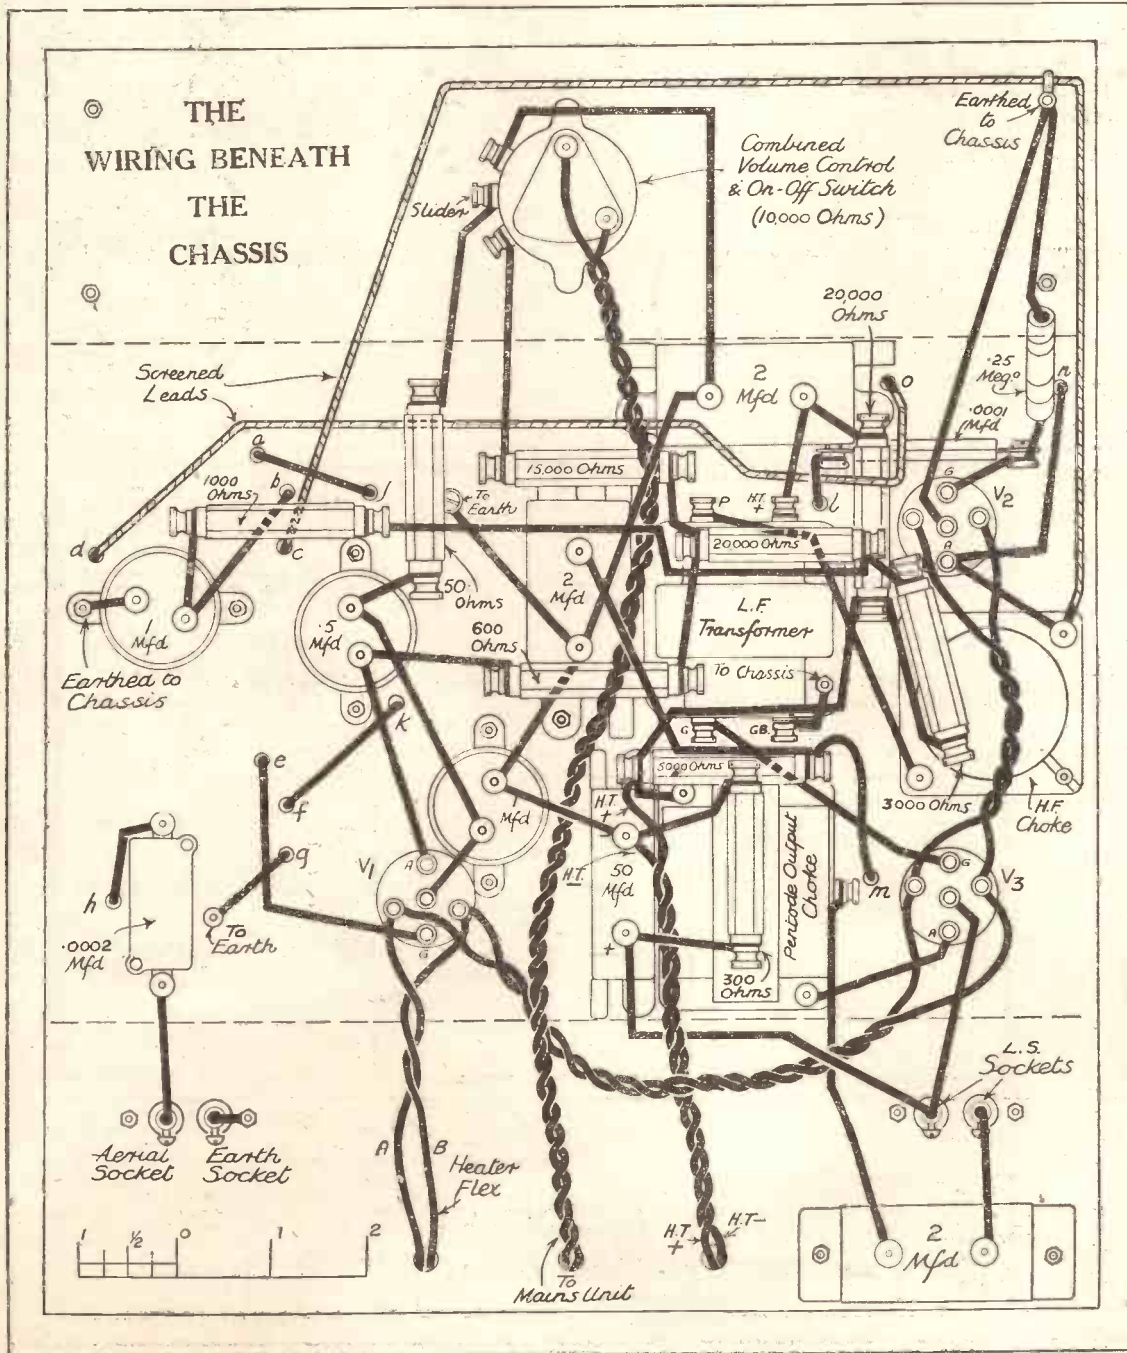 THE
WIRING BENEATH
THE
CHASSIS
Earthed
to
Chassis
Combined
Volume Control
& On-Off Switch
(10,000 Ohms)
Slider
20,000
Ohms
Screened
Leads
2
Mfd
o
.25
Meg.
n
.0001
Mfd
a
b
j
1000
Ohms
To
Earth
15,000 Ohms
P
H.T.
+
l
G
V2
A
d
c
20,000 Ohms
.1
Mfd
.5
Mfd
50
Ohms
2
Mfd
L.F.
Transformer
600
Ohms
Earthed to
Chassis
To Chassis
k
G
GB.
e
5000 Ohms
3000 Ohms
H.F.
Choke
f
1
Mfd
H.T.
+
g
V1
A
H.T.
-
50
Mfd
Pentode Output
Choke
m
G
V3
A
h
To
Earth
.0002
Mfd
G
+
300
Ohms
L.S.
Sockets
Aerial
Socket
Earth
Socket
A
B
Heater
Flex
1
½
0
1
2
To
Mains Unit
H.T.
+
H.T-
2
Mfd